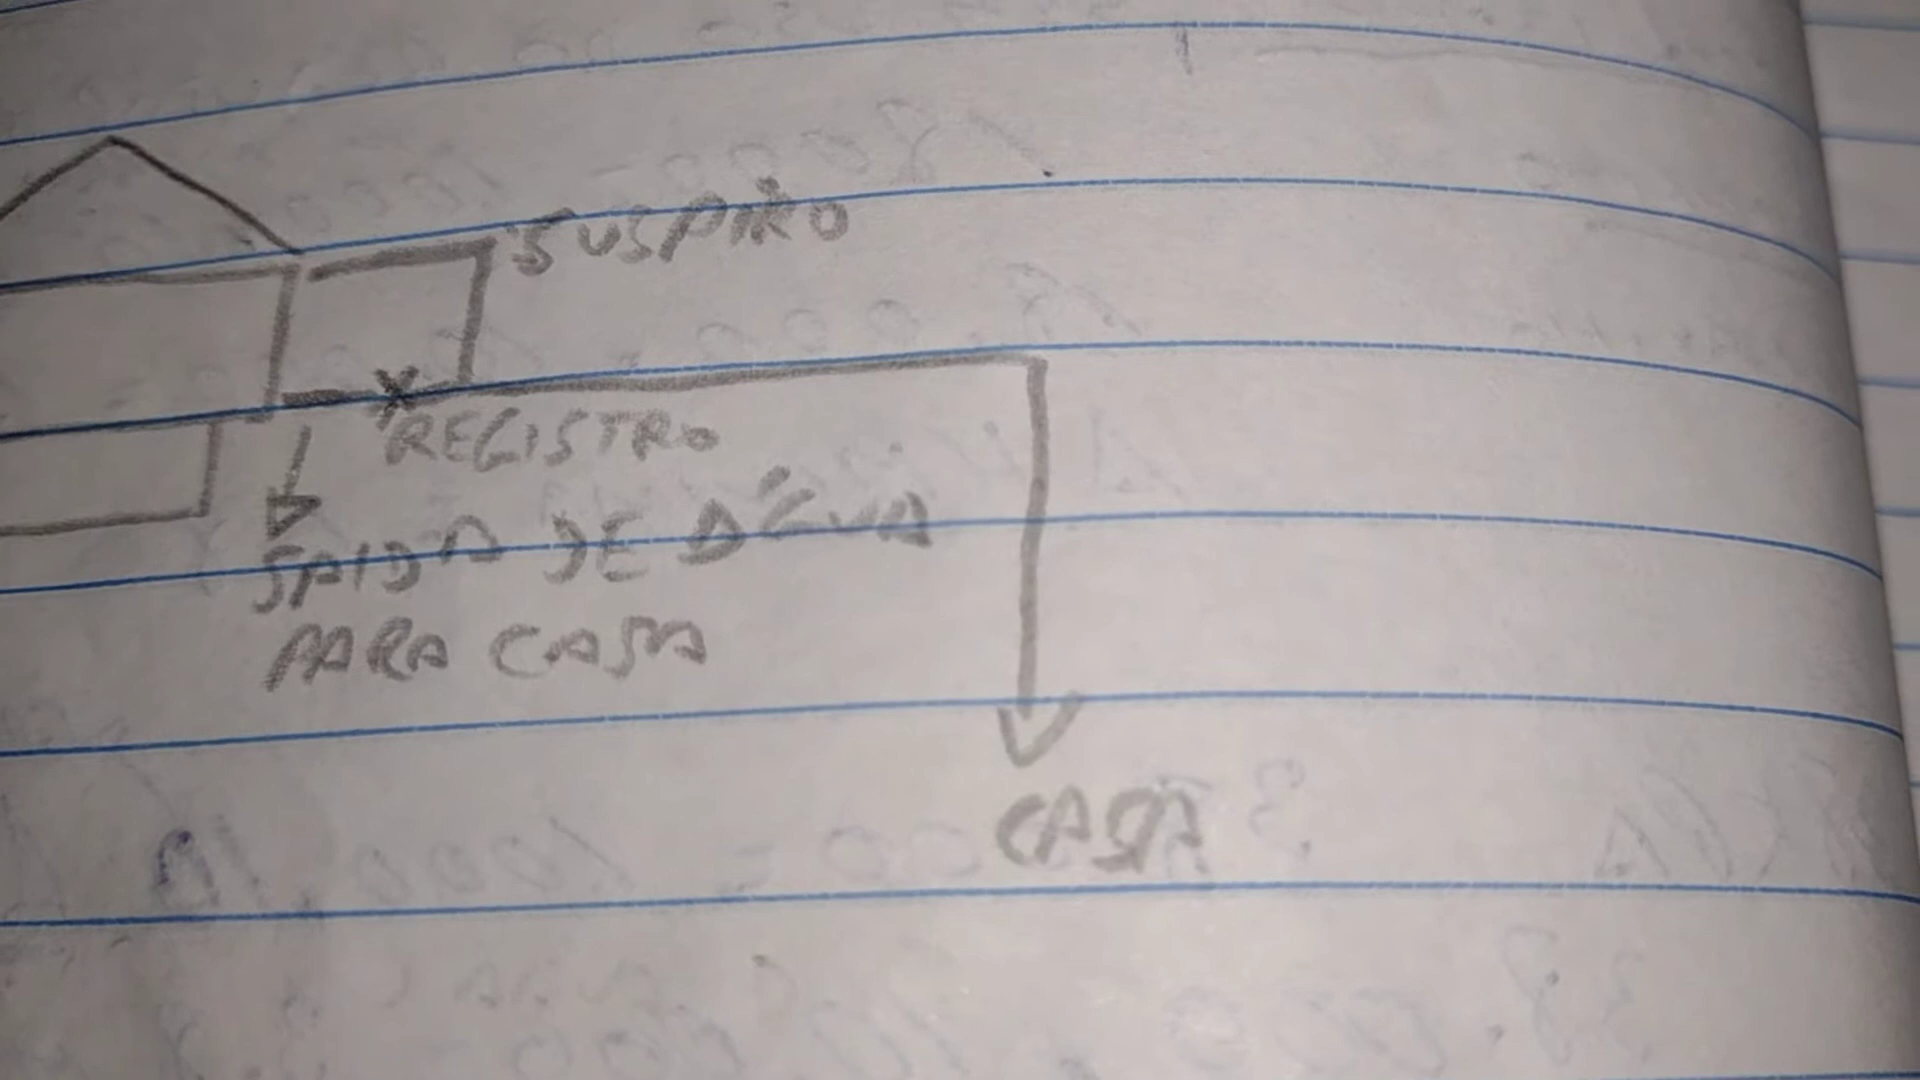 SUSPIRO
REGISTRO
SAIDA DE ÁGUA
PARA CASA
CASA